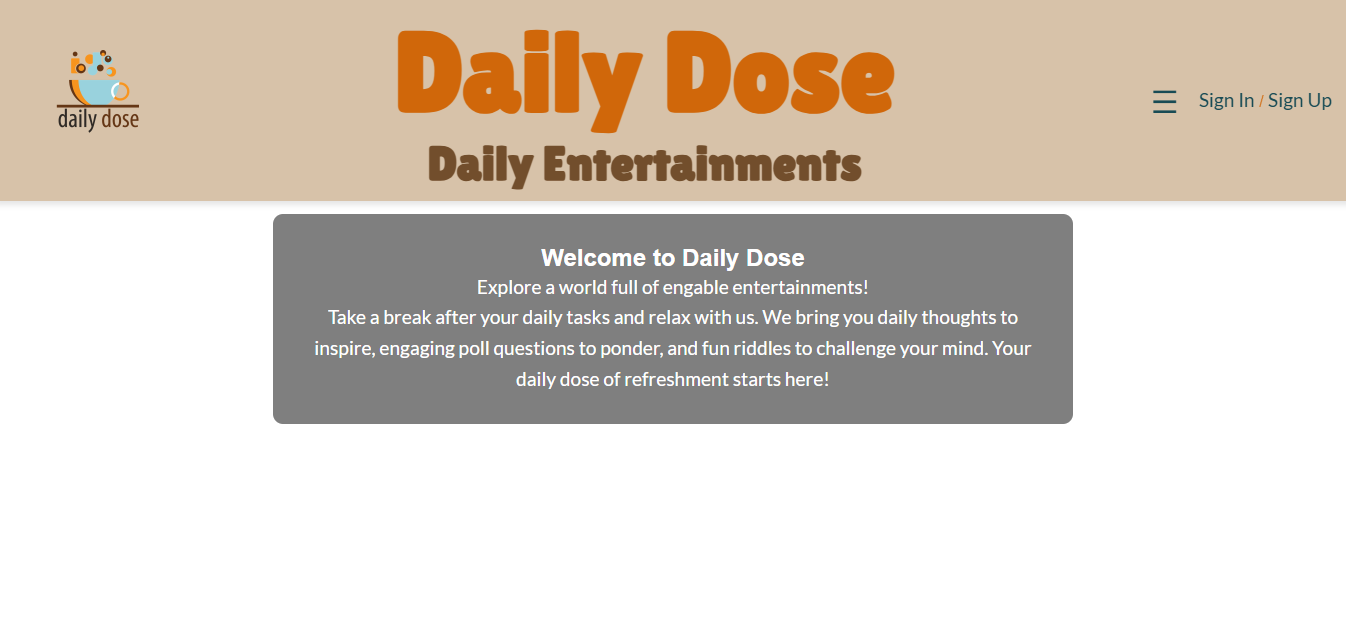 daily dose
Daily Dose
Daily Entertainments
Sign In / Sign Up
Welcome to Daily Dose
Explore a world full of engable entertainments!
Take a break after your daily tasks and relax with us. We bring you daily thoughts to
inspire, engaging poll questions to ponder, and fun riddles to challenge your mind. Your
daily dose of refreshment starts here!